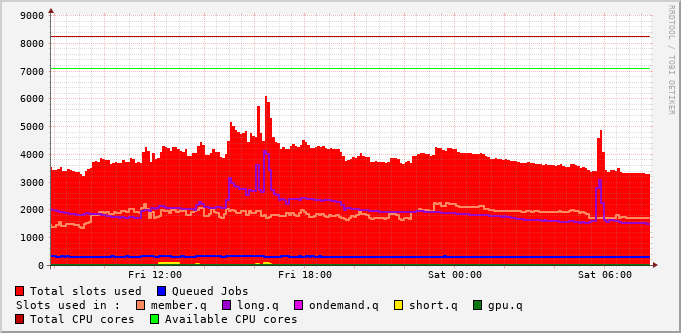 9000
8000
7000
6000
5000
4000
3000
2000
1000
0
Fri 12:00 Fri 18:00 Sat 00:00 Sat 06:00
Total slots used Queued Jobs
Slots used in : member.q long.q ondemand.q short.q gpu.q
Total CPU cores Available CPU cores
RRDTOOL / TOBI OETIKER